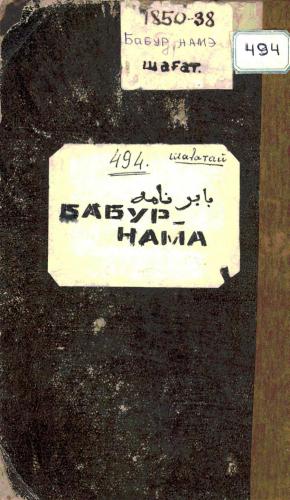 1850-38
БАБУР НАМЭ
шағат.
494
494. шағатай
بابر نامه
БАБУР-
НАМА